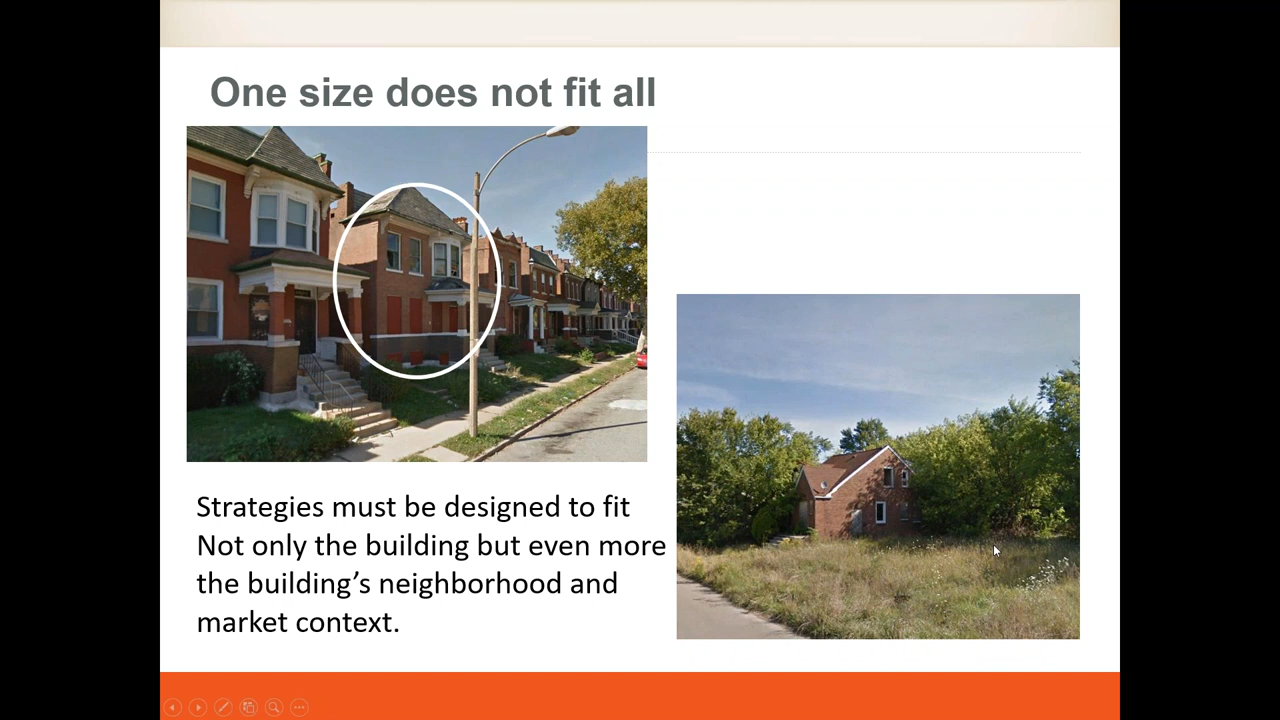 One size does not fit all
Strategies must be designed to fit
Not only the building but even more
the building’s neighborhood and
market context.